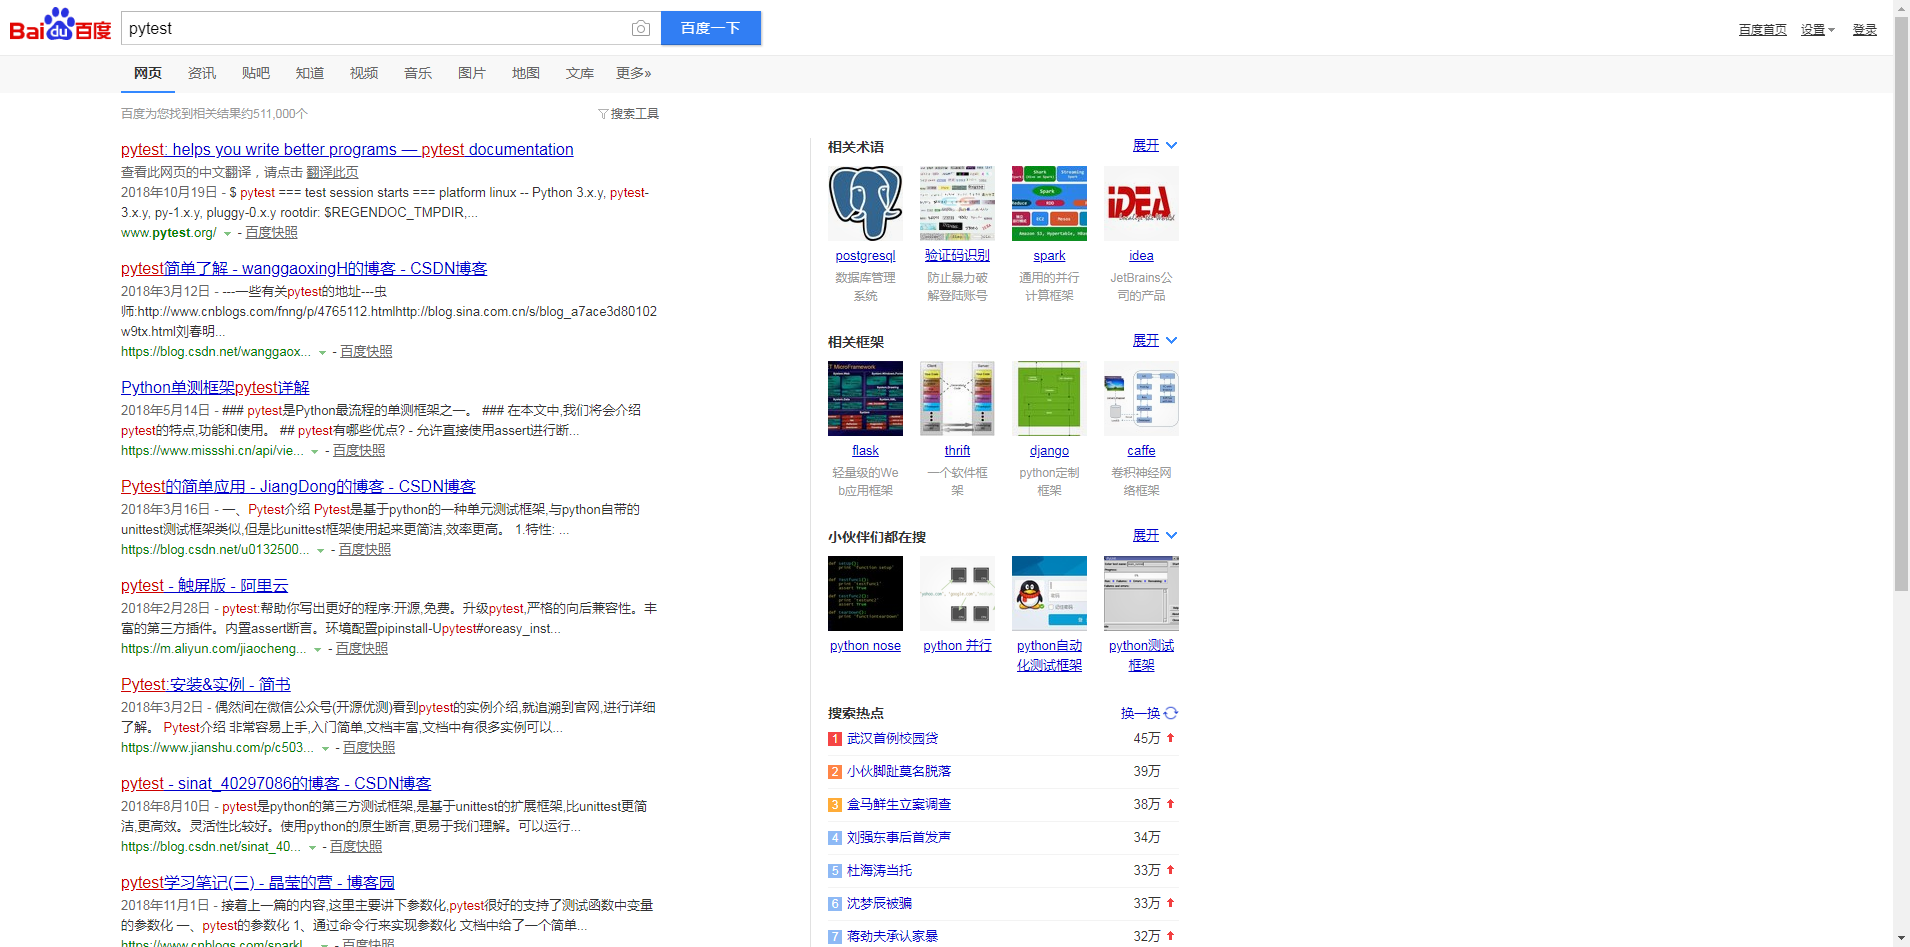 Bai du 百度
pytest
百度一下
百度首页 设置 登录
网页 资讯 贴吧 知道 视频 音乐 图片 地图 文库 更多»
百度为您找到相关结果约511,000个
搜索工具
pytest: helps you write better programs — pytest documentation
查看此网页的中文翻译，请点击 翻译此页
2018年10月19日 - $ pytest === test session starts === platform linux -- Python 3.x.y, pytest-
3.x.y, py-1.x.y, pluggy-0.x.y rootdir: $REGENDOC_TMPDIR,...
www.pytest.org/ - 百度快照
pytest简单了解 - wanggaoxingH的博客 - CSDN博客
2018年3月12日 - ---一些有关pytest的地址---虫
师:http://www.cnblogs.com/fnng/p/4765112.htmlhttp://blog.sina.com.cn/s/blog_a7ace3d80102
w9tx.html刘春明...
https://blog.csdn.net/wanggaox... - 百度快照
Python单测框架pytest详解
2018年5月14日 - ### pytest是Python最流程的单测框架之一。 ### 在本文中,我们将会介绍
pytest的特点,功能和使用。 ## pytest有哪些优点? - 允许直接使用assert进行断...
https://www.missshi.cn/api/vie... - 百度快照
Pytest的简单应用 - JiangDong的博客 - CSDN博客
2018年3月16日 - 一、Pytest介绍 Pytest是基于python的一种单元测试框架,与python自带的
unittest测试框架类似,但是比unittest框架使用起来更简洁,效率更高。 1.特性: ...
https://blog.csdn.net/u0132500... - 百度快照
pytest - 触屏版 - 阿里云
2018年2月28日 - pytest:帮助你写出更好的程序:开源,免费。升级pytest,严格的向后兼容性。丰
富的第三方插件。内置assert断言。环境配置pipinstall-Upytest#oreasy_inst...
https://m.aliyun.com/jiaocheng... - 百度快照
Pytest:安装&实例 - 简书
2018年3月2日 - 偶然间在微信公众号(开源优测)看到pytest的实例介绍,就追溯到官网,进行详细
了解。 Pytest介绍 非常容易上手,入门简单,文档丰富,文档中有很多实例可以...
https://www.jianshu.com/p/c503... - 百度快照
pytest - sinat_40297086的博客 - CSDN博客
2018年8月10日 - pytest是python的第三方测试框架,是基于unittest的扩展框架,比unittest更简
洁,更高效。灵活性比较好。使用python的原生断言,更易于我们理解。可以运行...
https://blog.csdn.net/sinat_40... - 百度快照
pytest学习笔记(三) - 晶莹的营 - 博客园
2018年11月1日 - 接着上一篇的内容,这里主要讲下参数化,pytest很好的支持了测试函数中变量
的参数化 一、pytest的参数化 1、通过命令行来实现参数化 文档中给了一个简单...
https://www.cnblogs.com/sparkl... - 百度快照
相关术语 展开
postgresql 验证码识别 spark idea
数据库管理 防止暴力破 通用的并行 JetBrains公
系统 解登陆账号 计算框架 司的产品
相关框架 展开
flask thrift django caffe
轻量级的We 一个软件框 python定制 卷积神经网
b应用框架 架 框架 络框架
小伙伴们都在搜 展开
python nose python 并行 python自动 python测试
化测试框架 框架
搜索热点 换一换
1 武汉首例校园贷 45万
2 小伙脚趾莫名脱落 39万
3 盒马鲜生立案调查 38万
4 刘强东事后首发声 34万
5 杜海涛当托 33万
6 沈梦辰被骗 33万
7 蒋劲夫承认家暴 32万